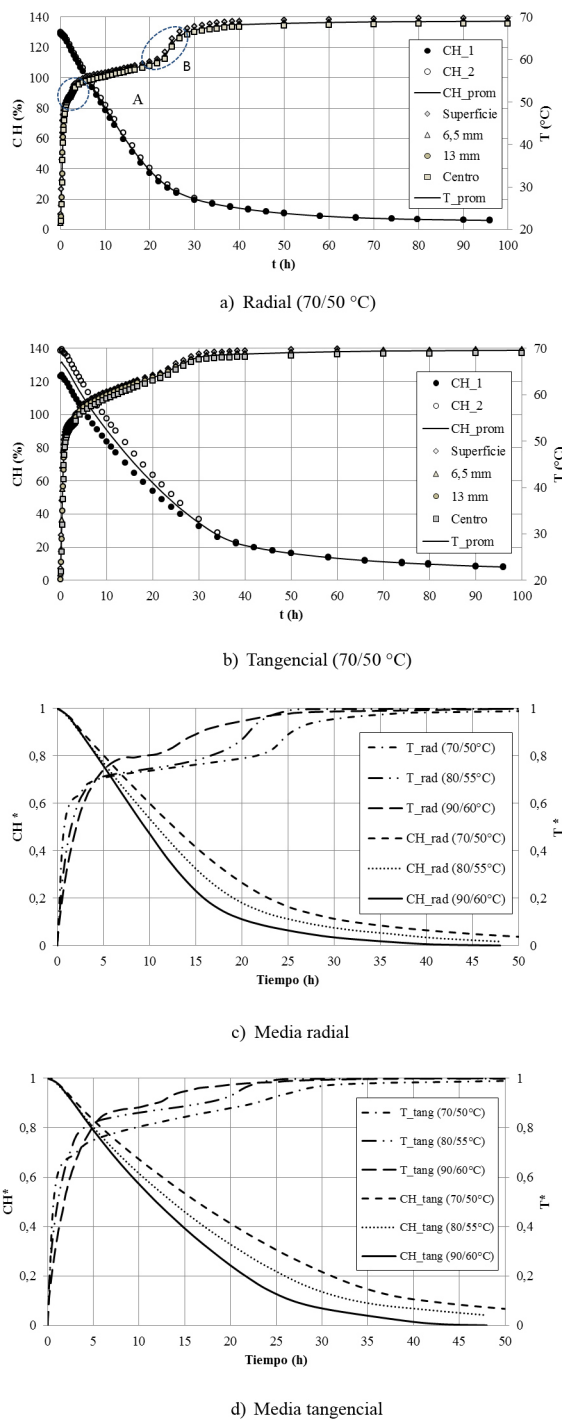 140
120
100
80
60
40
20
0
C H (%)
70
60
50
40
30
20
T (°C)
A
B
CH_1
CH_2
CH_prom
Superficie
6,5 mm
13 mm
Centro
T_prom
0 10 20 30 40 50 60 70 80 90 100
t (h)
a) Radial (70/50 °C)
140
120
100
80
60
40
20
0
CH (%)
70
60
50
40
30
20
T (°C)
CH_1
CH_2
CH_prom
Superficie
6,5 mm
13 mm
Centro
T_prom
0 10 20 30 40 50 60 70 80 90 100
t (h)
b) Tangencial (70/50 °C)
1
0,8
0,6
0,4
0,2
0
CH *
1
0,8
0,6
0,4
0,2
0
T *
T_rad (70/50°C)
T_rad (80/55°C)
T_rad (90/60°C)
CH_rad (70/50°C)
CH_rad (80/55°C)
CH_rad (90/60°C)
0 5 10 15 20 25 30 35 40 45 50
Tiempo (h)
c) Media radial
1
0,8
0,6
0,4
0,2
0
CH*
1
0,8
0,6
0,4
0,2
0
T*
T_tang (70/50°C)
T_tang (80/55°C)
T_tang (90/60°C)
CH_tang (70/50°C)
CH_tang (80/55°C)
CH_tang (90/60°C)
0 5 10 15 20 25 30 35 40 45 50
Tiempo (h)
d) Media tangencial